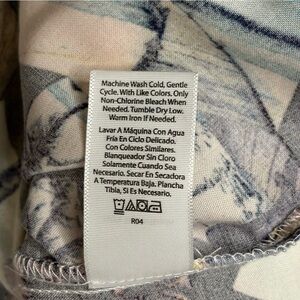 Machine Wash Cold, Gentle
Cycle. With Like Colors. Only
Non-Chlorine Bleach When
Needed. Tumble Dry Low.
Warm Iron If Needed.
Lavar A Máquina Con Agua
Fría En Ciclo Delicado.
Con Colores Similares.
Blanqueador Sin Cloro
Solamente Cuando Sea
Necesario. Secar En Secadora
A Temperatura Baja. Plancha
Tibia, Si Es Necesario.
R04